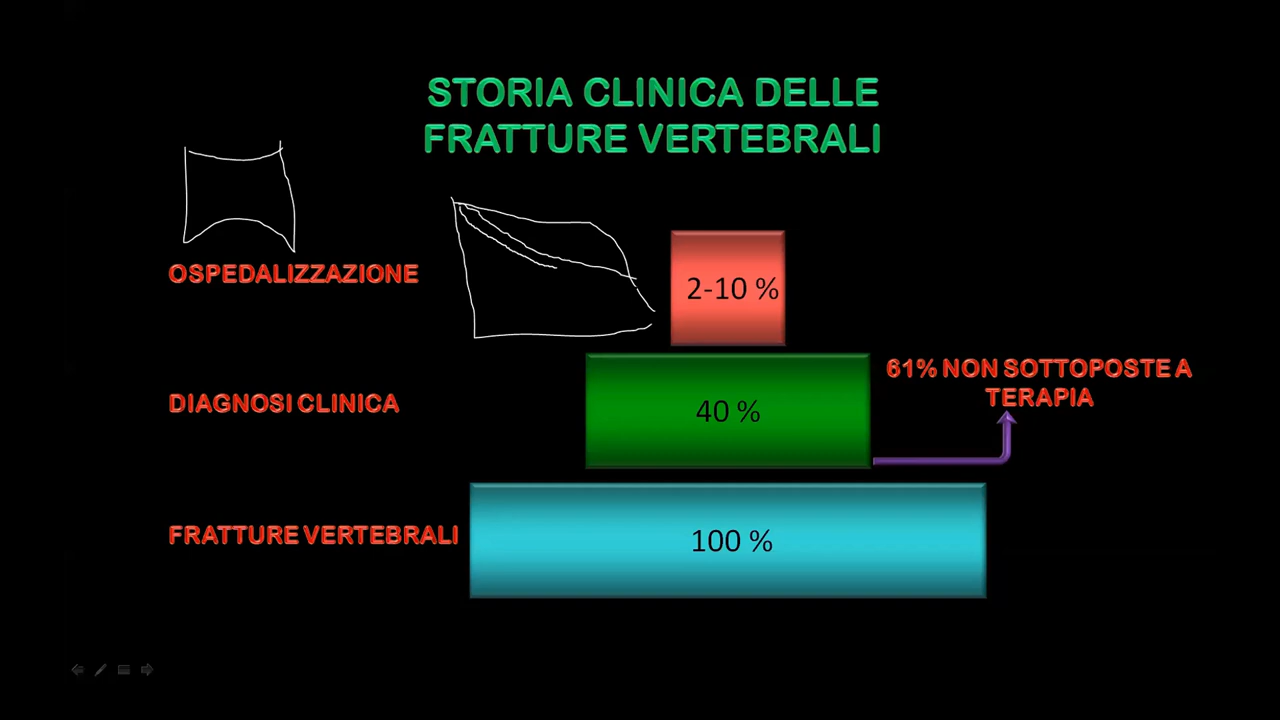 STORIA CLINICA DELLE
FRATTURE VERTEBRALI
OSPEDALIZZAZIONE
2-10 %
DIAGNOSI CLINICA
40 %
61% NON SOTTOPOSTE A
TERAPIA
FRATTURE VERTEBRALI
100 %